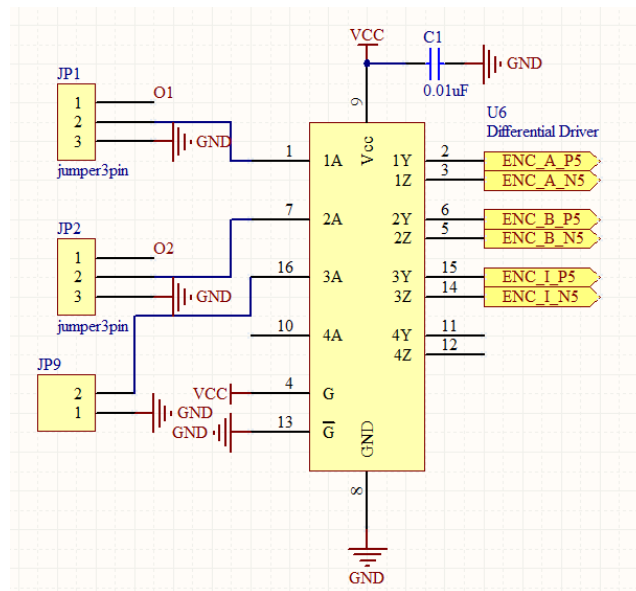 VCC
C1
GND
0.01uF
JP1
1
O1
2
3
GND
jumper3pin
9
Vcc
U6
Differential Driver
1
1A
1Y
2
ENC_A_P5
1Z
3
ENC_A_N5
JP2
1
O2
2
3
GND
jumper3pin
7
2A
2Y
6
ENC_B_P5
2Z
5
ENC_B_N5
16
3A
3Y
15
ENC_I_P5
3Z
14
ENC_I_N5
10
4A
4Y
11
4Z
12
JP9
2
1
GND
VCC
4
G
GND
13
G̅
GND
8
GND